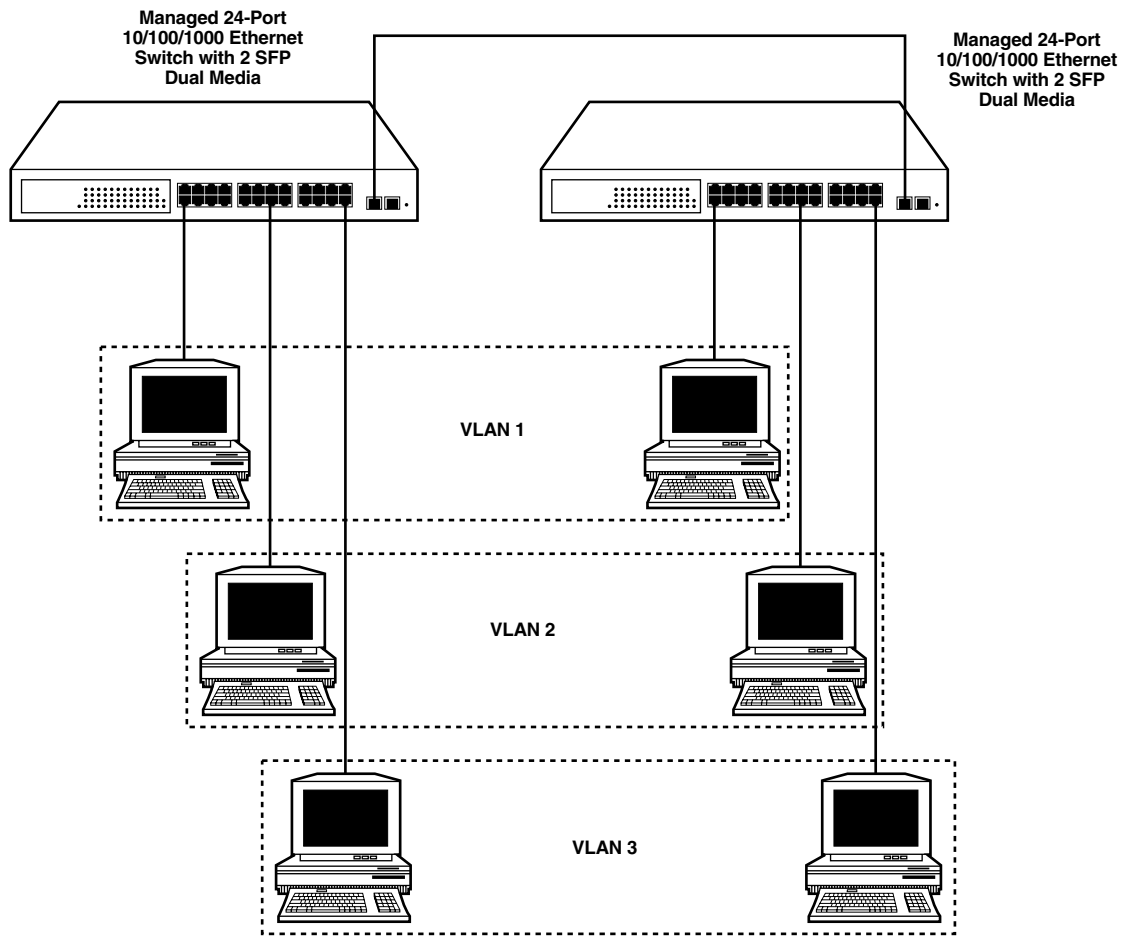 Managed 24-Port
10/100/1000 Ethernet
Switch with 2 SFP
Dual Media
Managed 24-Port
10/100/1000 Ethernet
Switch with 2 SFP
Dual Media
VLAN 1
VLAN 2
VLAN 3